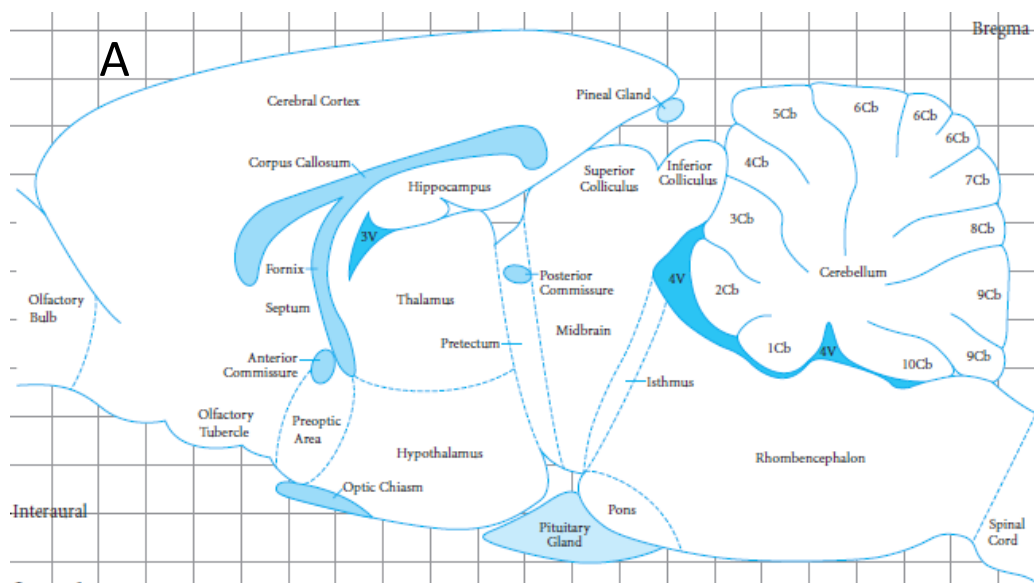 A
Bregma
Cerebral Cortex
Pineal Gland
5Cb
6Cb
6Cb
6Cb
Corpus Callosum
Hippocampus
Superior
Colliculus
Inferior
Colliculus
4Cb
7Cb
3V
3Cb
8Cb
Fornix
Posterior
Commissure
4V
Cerebellum
Olfactory
Bulb
Septum
Thalamus
2Cb
9Cb
Pretectum
Midbrain
1Cb
4V
10Cb
9Cb
Anterior
Commissure
Isthmus
Olfactory
Tubercle
Preoptic
Area
Hypothalamus
Rhombencephalon
Optic Chiasm
Interaural
Pons
Pituitary
Gland
Spinal
Cord